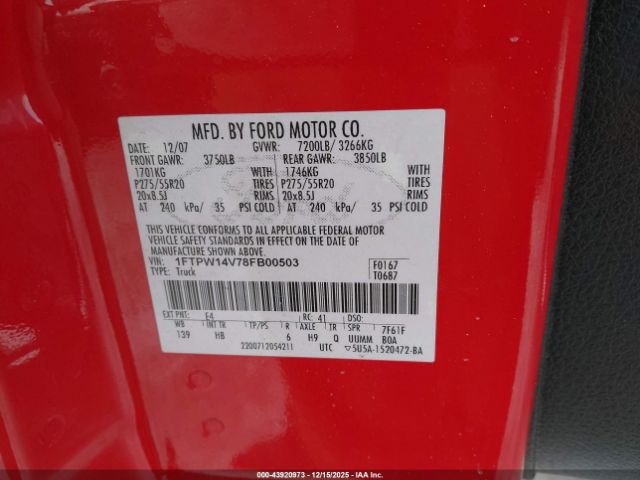 MFD. BY FORD MOTOR CO.
DATE: 12/07 GVWR: 7200LB/ 3266KG
FRONT GAWR: 3750LB REAR GAWR: 3850LB
1701KG WITH 1746KG WITH
P275/55R20 TIRES P275/55R20 TIRES
20x8.5J RIMS 20x8.5J RIMS
AT 240 kPa/ 35 PSI COLD AT 240 kPa/ 35 PSI COLD
THIS VEHICLE CONFORMS TO ALL APPLICABLE FEDERAL MOTOR
VEHICLE SAFETY STANDARDS IN EFFECT ON THE DATE OF
MANUFACTURE SHOWN ABOVE.
VIN: 1FTPW14V78FB00503 F0167
TYPE: Truck T0687
EXT PNT: F4 RC: 41 DSO:
WB INT TR TP/PS R AXLE TR SPR 7F61F
139 HB 6 H9 Q UUMM BOA
2200712054211 UTC ▽5U5A-1520472-BA
000-43920973 - 12/15/2025 - IAA Inc.